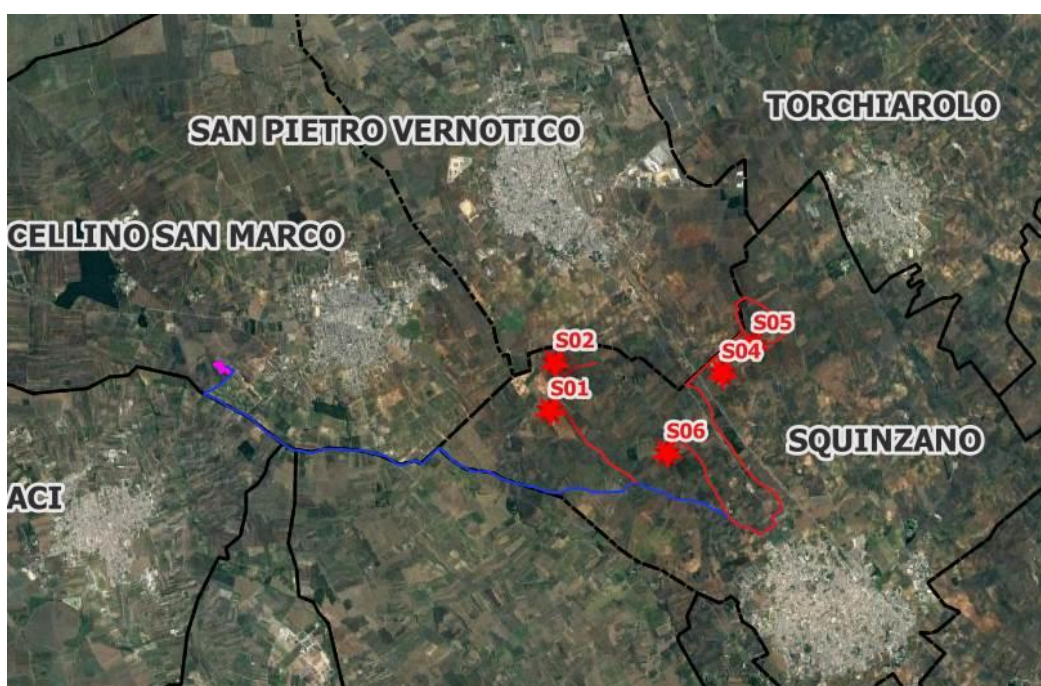 TORCHIAROLO
SAN PIETRO VERNOTICO
CELLINO SAN MARCO
S05
S02
S04
S01
S06
SQUINZANO
ACI